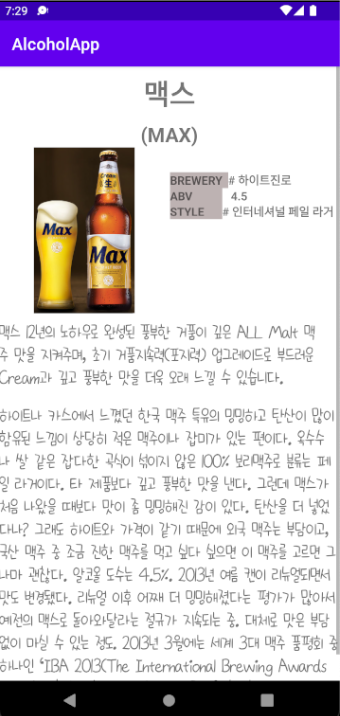 7:29
AlcoholApp
맥스
(MAX)
BREWERY # 하이트진로
ABV 4.5
STYLE # 인터네셔널 페일 라거
Cream
生
Max
Max
맥스 12년의 노하우로 완성된 풍부한 거품이 깊은 ALL Malt 맥
주 맛을 지켜주며, 초기 거품지속력(포지력) 업그레이드로 부드러운
Cream과 깊고 풍부한 맛을 더욱 오래 느낄 수 있습니다.
하이트나 카스에서 느꼈던 한국 맥주 특유의 밍밍하고 탄산이 많이
함유된 느낌이 상당히 적은 맥주이나 잡미가 있는 편이다. 옥수수
나 쌀 같은 잡다한 곡식이 섞이지 않은 100% 보리맥주로 분류는 페
일 라거이다. 타 제품보다 깊고 풍부한 맛을 낸다. 그런데 맥스가
처음 나왔을 때보다 맛이 좀 밍밍해진 감이 있다. 탄산을 더 넣었
다나? 그래도 하이트와 가격이 같기 때문에 외국 맥주는 부담이고,
국산 맥주 중 조금 진한 맥주를 먹고 싶다 싶으면 이 맥주를 고르면 그
나마 괜찮다. 알코올 도수는 4.5%. 2013년 여름 캔이 리뉴얼되면서
맛도 변경됐다. 리뉴얼 이후 어째 더 밍밍해졌다는 평가가 많아서
예전의 맥스로 돌아와달라는 절규가 지속되는 중. 대체로 맛은 부담
없이 마실 수 있는 정도. 2013년 3월에는 세계 3대 맥주 품평회 중
하나인 'IBA 2013(The International Brewing Awards